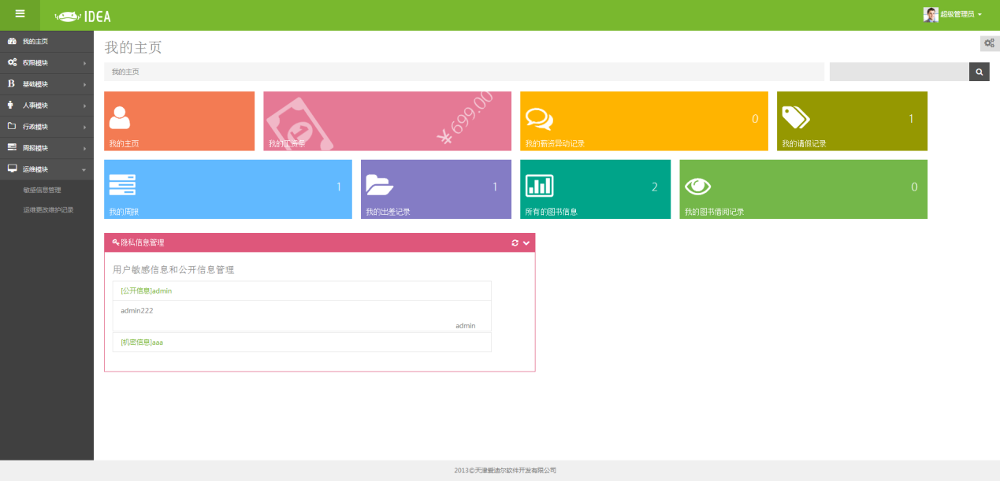 IDEA
超级管理员
我的主页
权限模块
基础模块
人事模块
行政模块
周报模块
运维模块
敏感信息管理
运维更改维护记录
我的主页
我的主页
我的主页
我的工资条
¥699.00
我的薪资异动记录
0
我的请假记录
1
我的周报
1
我的出差记录
1
所有的图书信息
2
我的图书借阅记录
0
隐私信息管理
用户敏感信息和公开信息管理
[公开信息]admin
admin222
admin
[机密信息]aaa
2013©天津爱迪尔软件开发有限公司